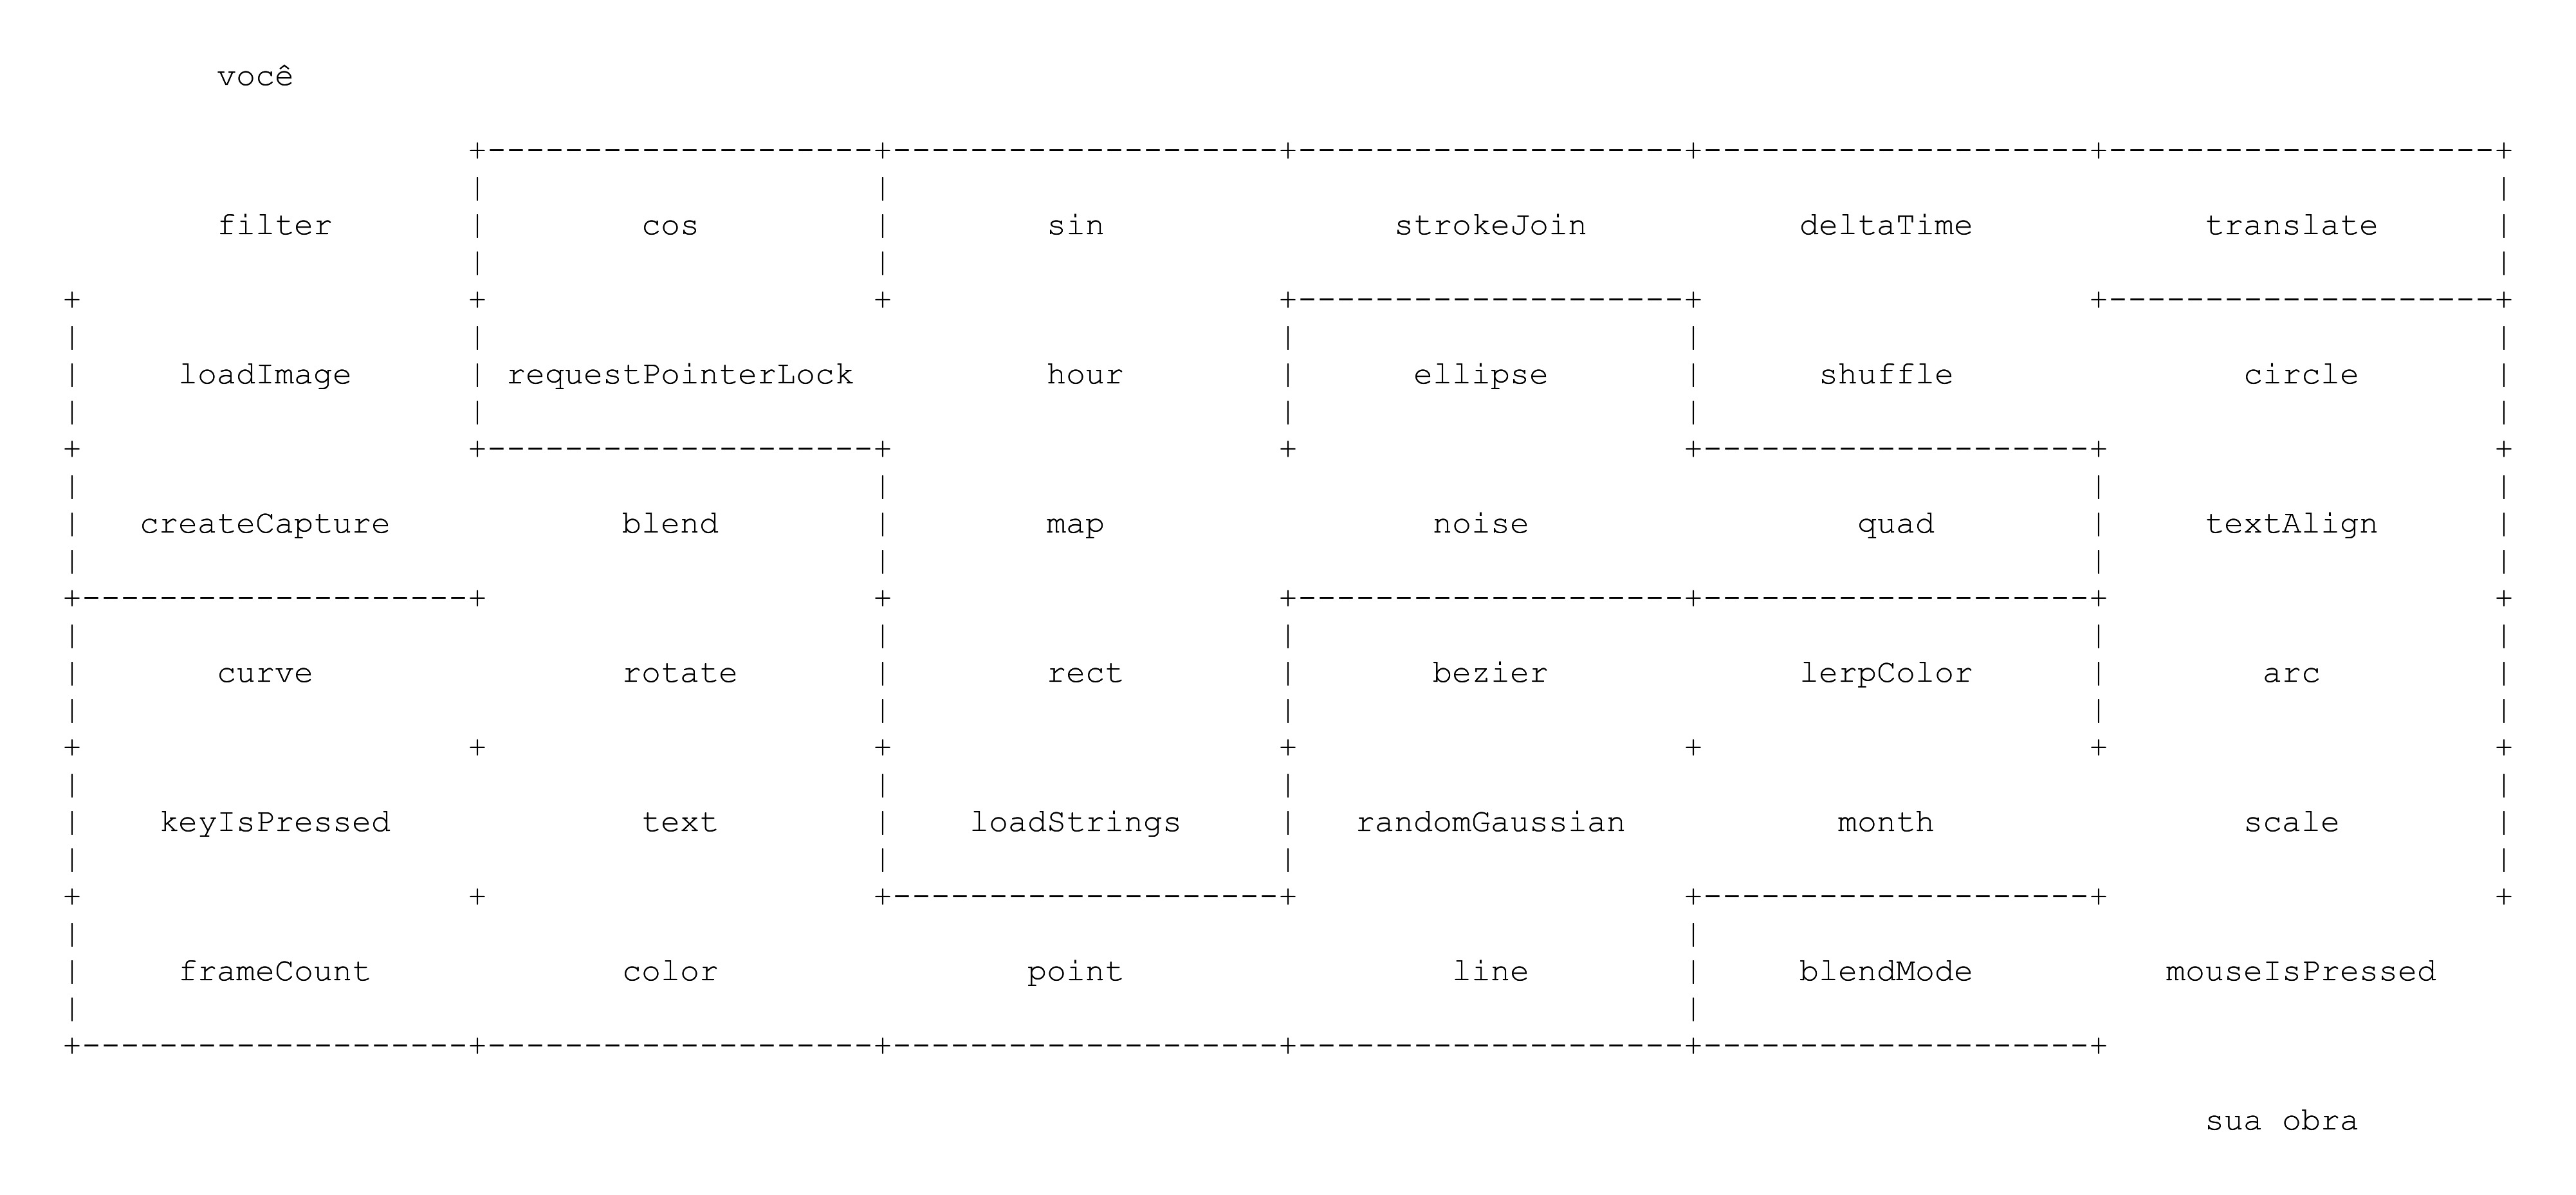 você
filter cos sin strokeJoin deltaTime translate
loadImage requestPointerLock hour ellipse shuffle circle
createCapture blend map noise quad textAlign
curve rotate rect bezier lerpColor arc
keyIsPressed text loadStrings randomGaussian month scale
frameCount color point line blendMode mouseIsPressed
sua obra